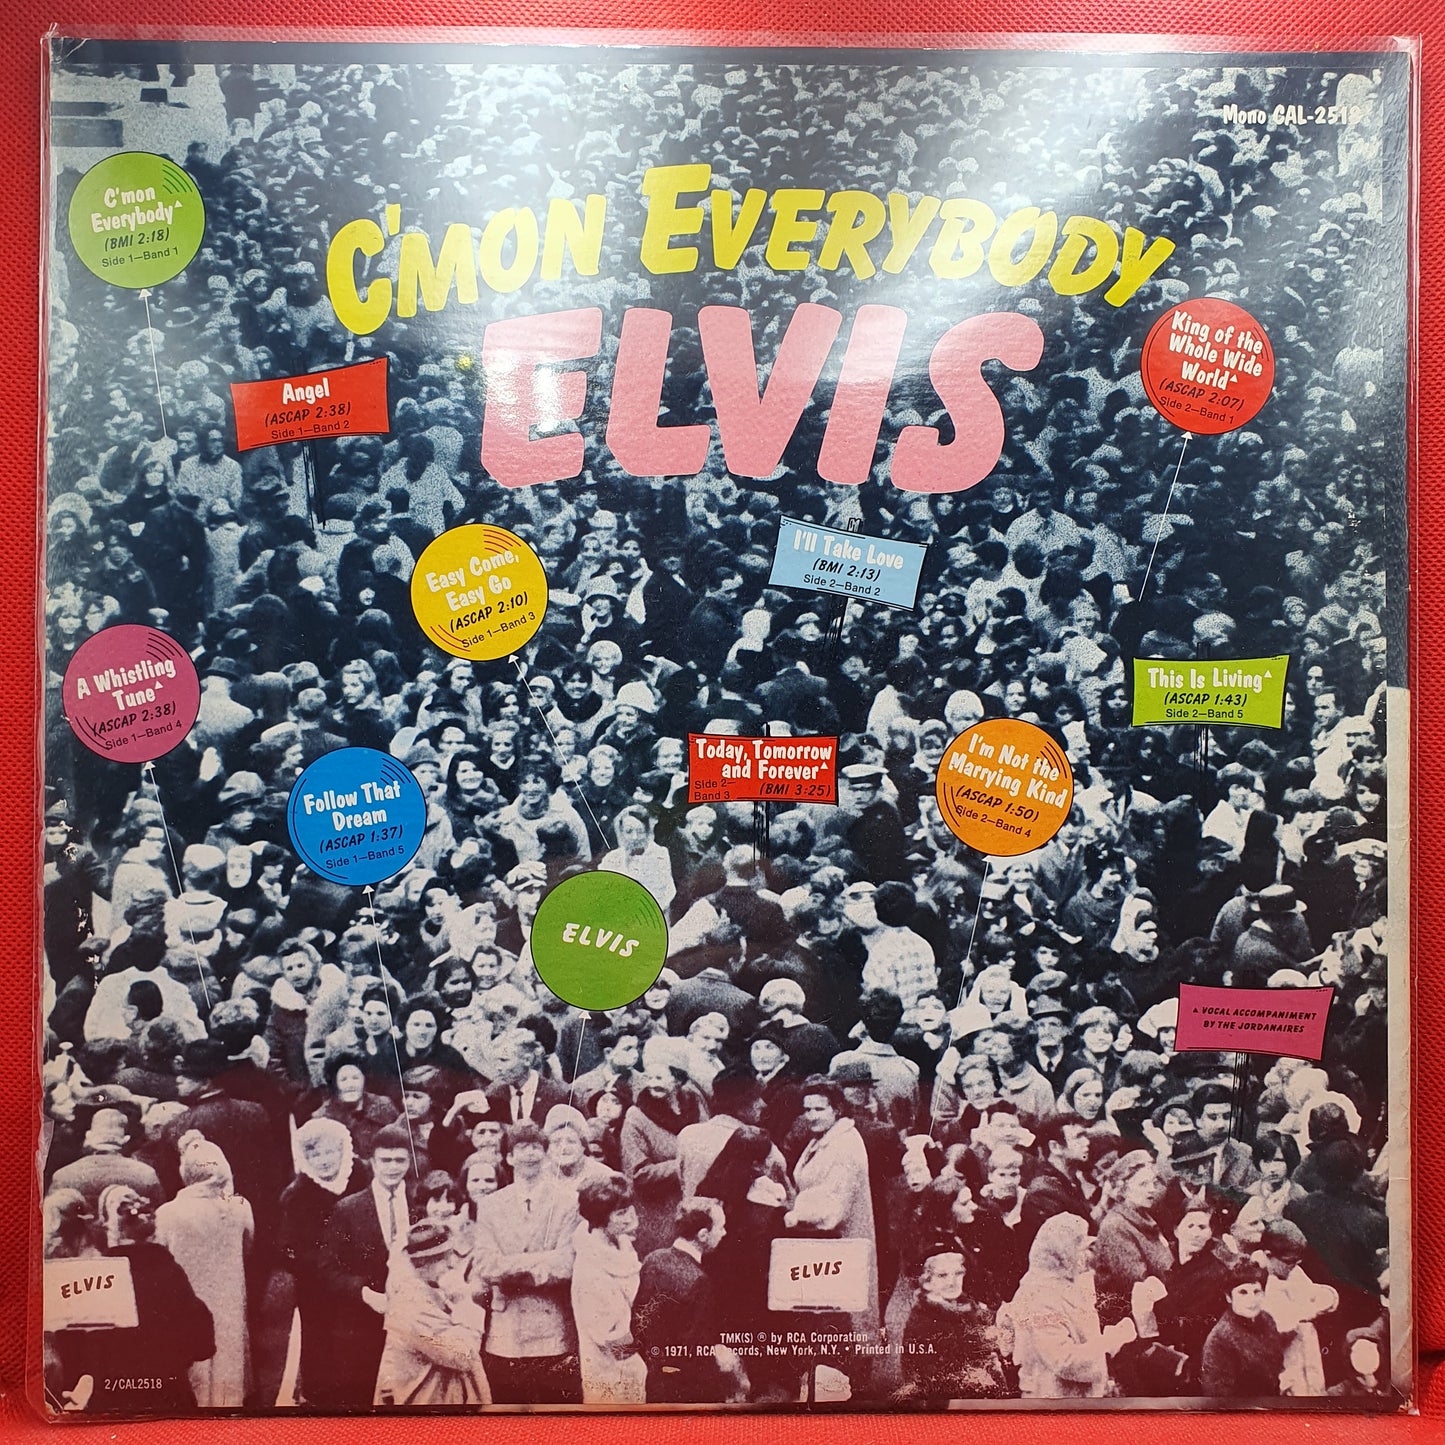 Mono CAL-2518
C'MON EVERYBODY
ELVIS
C'mon
Everybody▲
(BMI 2:18)
Side 1—Band 1
Angel
(ASCAP 2:38)
Side 1—Band 2
Easy Come,
Easy Go
(ASCAP 2:10)
Side 1—Band 3
A Whistling
Tune▲
(ASCAP 2:38)
Side 1—Band 4
Follow That
Dream
(ASCAP 1:37)
Side 1—Band 5
King of the
Whole Wide
World▲
(ASCAP 2:07)
Side 2—Band 1
I'll Take Love
(BMI 2:13)
Side 2—Band 2
Today, Tomorrow
and Forever▲
Side 2—
Band 3 (BMI 3:25)
I'm Not the
Marrying Kind
(ASCAP 1:50)
Side 2—Band 4
This Is Living▲
(ASCAP 1:43)
Side 2—Band 5
ELVIS
▲ VOCAL ACCOMPANIMENT
BY THE JORDANAIRES
ELVIS
ELVIS
TMK(S) ® by RCA Corporation
© 1971, RCA Records, New York, N.Y. • Printed in U.S.A.
2/CAL2518